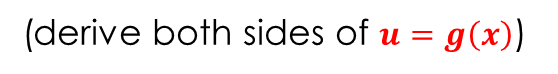 (derive both sides of u = g(x))